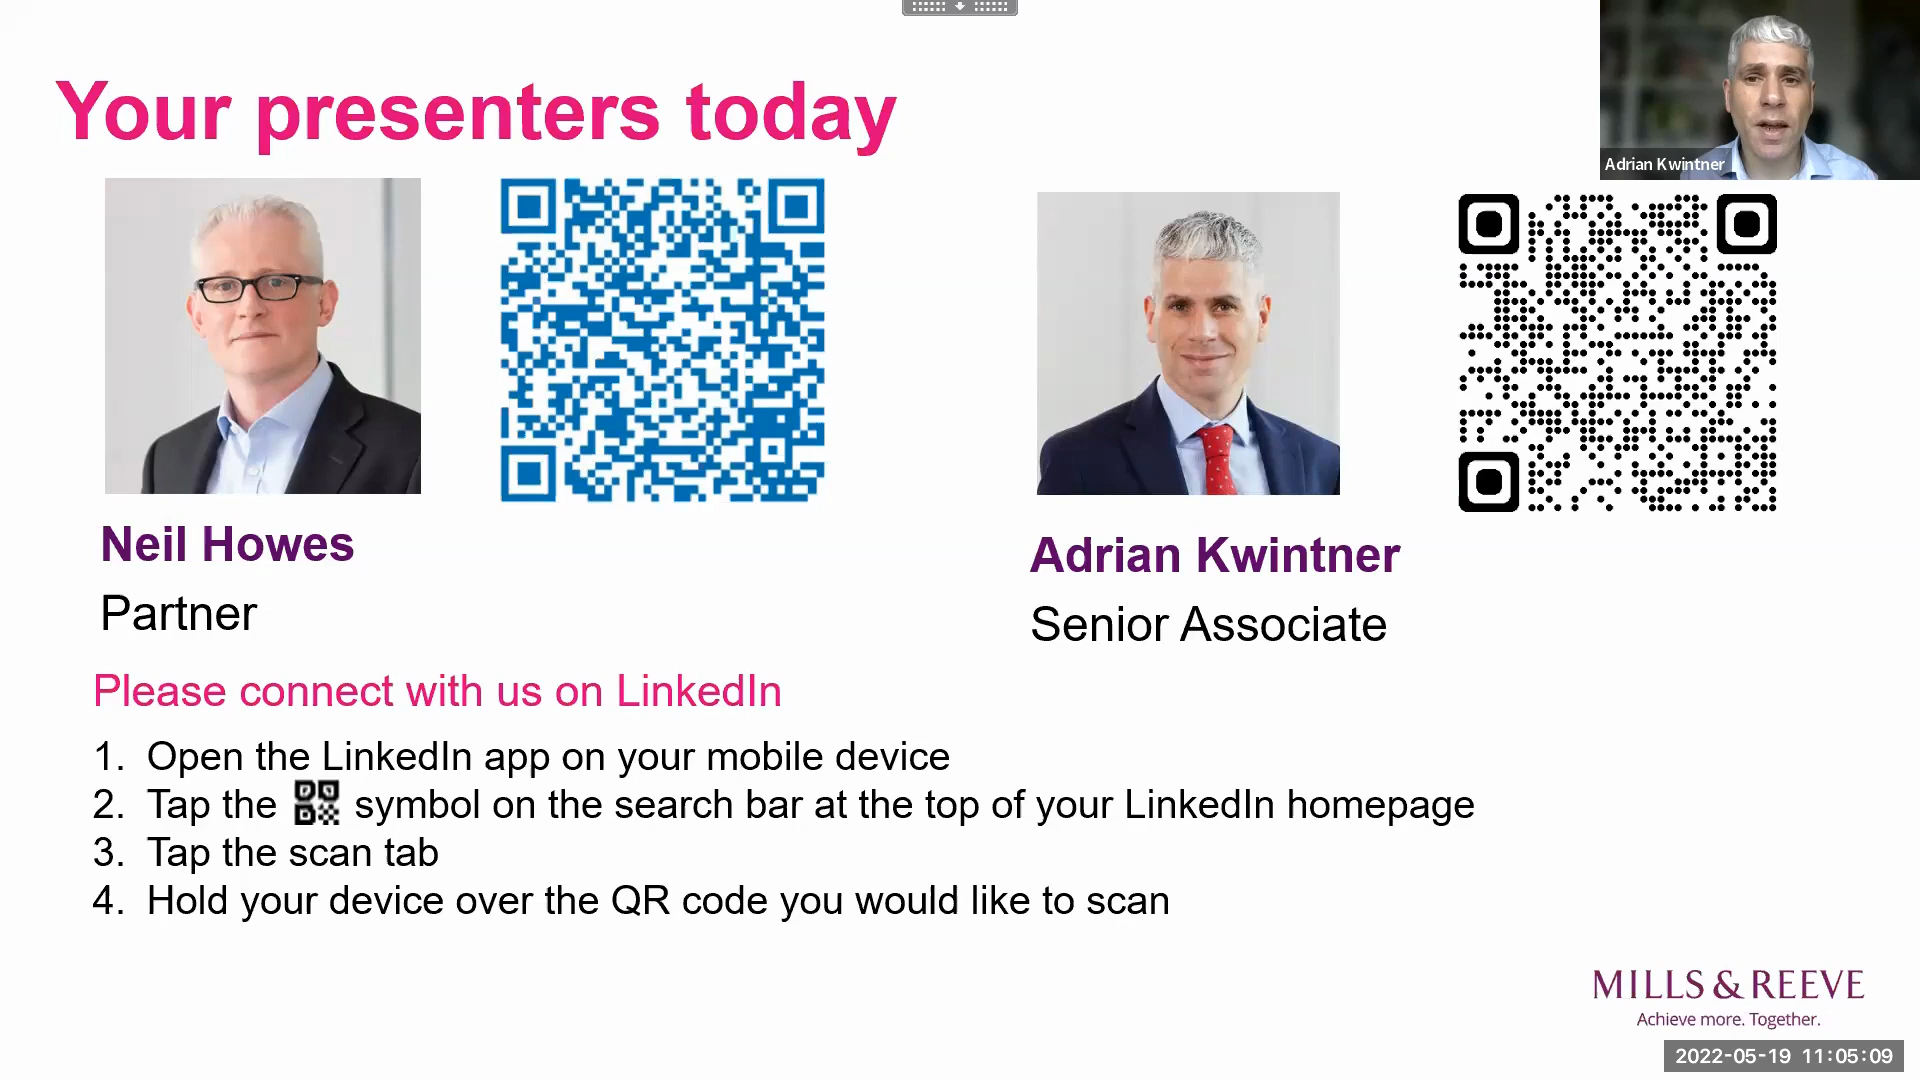 Your presenters today
Adrian Kwintner
Neil Howes
Partner
Adrian Kwintner
Senior Associate
Please connect with us on LinkedIn
1. Open the LinkedIn app on your mobile device
2. Tap the symbol on the search bar at the top of your LinkedIn homepage
3. Tap the scan tab
4. Hold your device over the QR code you would like to scan
MILLS & REEVE
Achieve more. Together.
2022-05-19 11:05:09